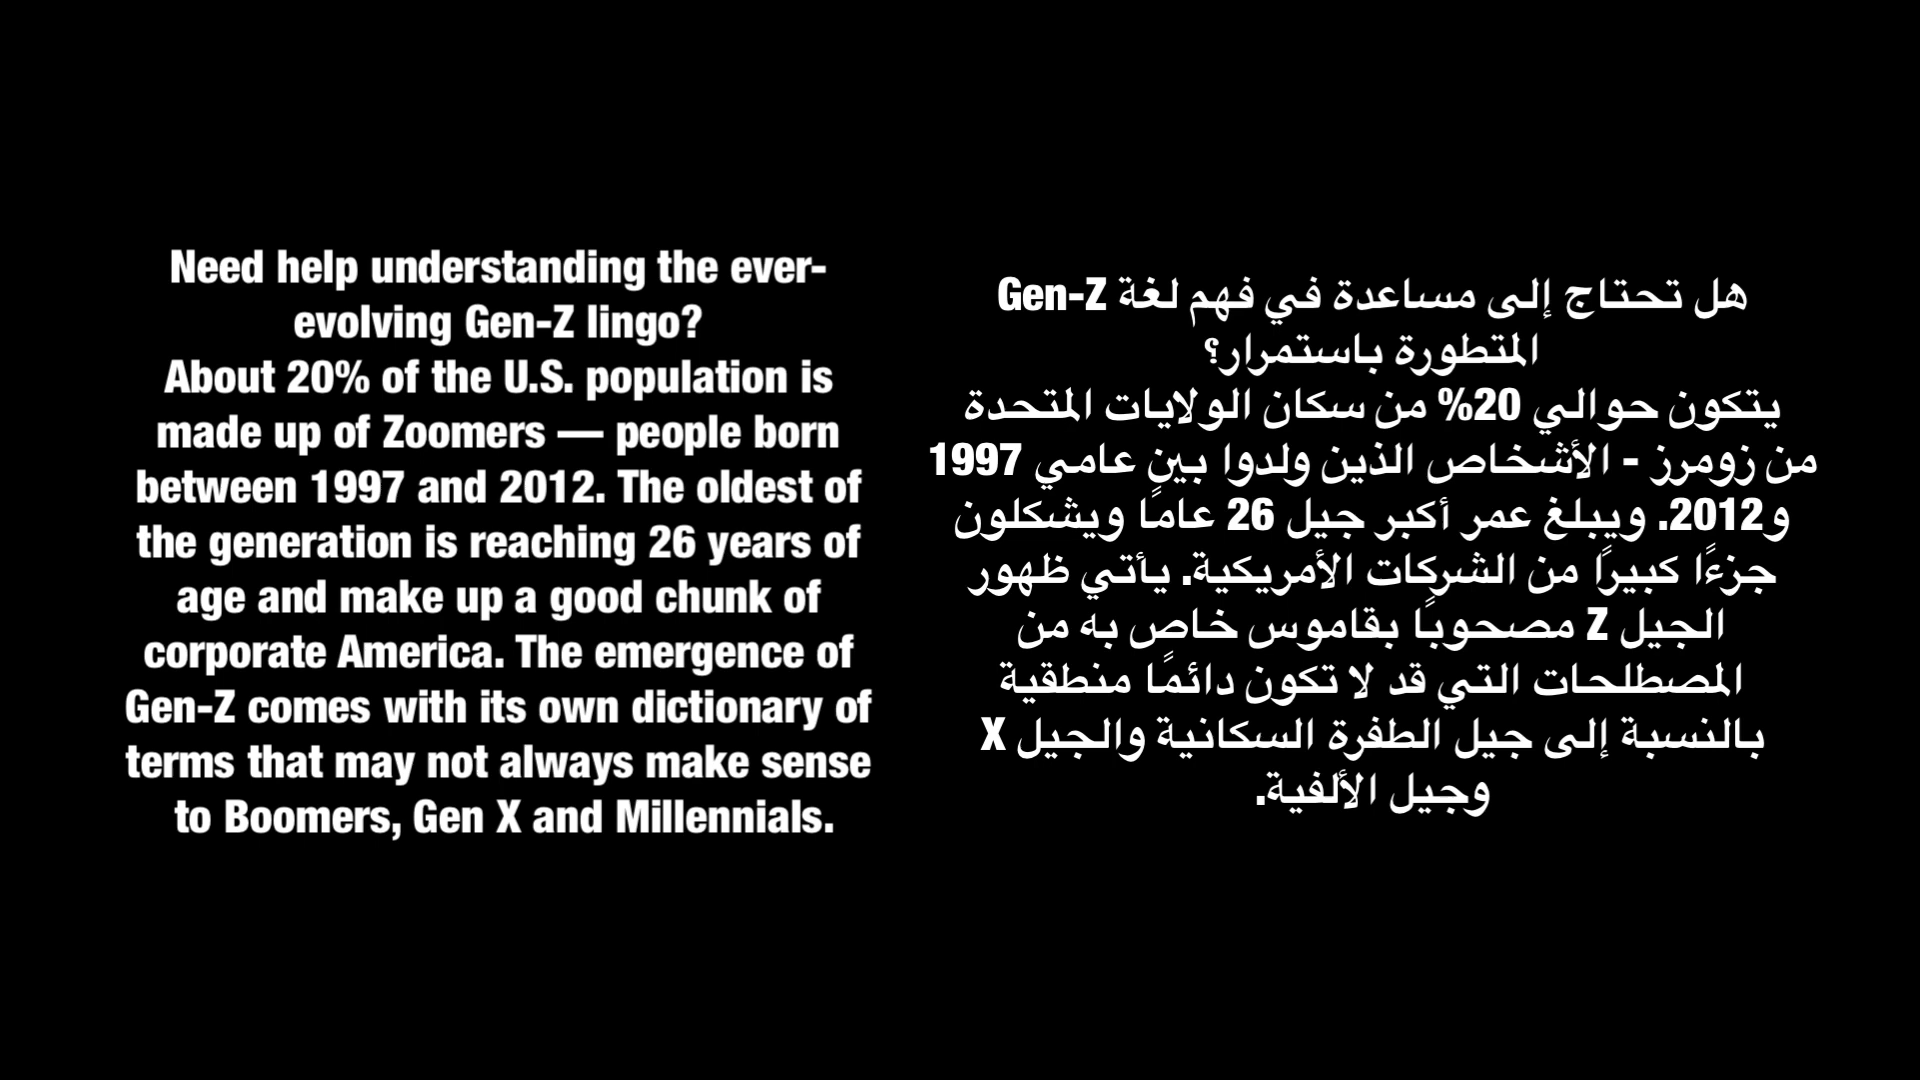 Need help understanding the ever-
evolving Gen-Z lingo?
About 20% of the U.S. population is
made up of Zoomers — people born
between 1997 and 2012. The oldest of
the generation is reaching 26 years of
age and make up a good chunk of
corporate America. The emergence of
Gen-Z comes with its own dictionary of
terms that may not always make sense
to Boomers, Gen X and Millennials.
هل تحتاج إلى مساعدة في فهم لغة Gen-Z
المتطورة باستمرار؟
يتكون حوالي 20% من سكان الولايات المتحدة
من زومرز - الأشخاص الذين ولدوا بين عامي 1997
و2012. ويبلغ عمر أكبر جيل 26 عامًا ويشكلون
جزءًا كبيرًا من الشركات الأمريكية. يأتي ظهور
الجيل Z مصحوبًا بقاموس خاص به من
المصطلحات التي قد لا تكون دائمًا منطقية
بالنسبة إلى جيل الطفرة السكانية والجيل X
وجيل الألفية.